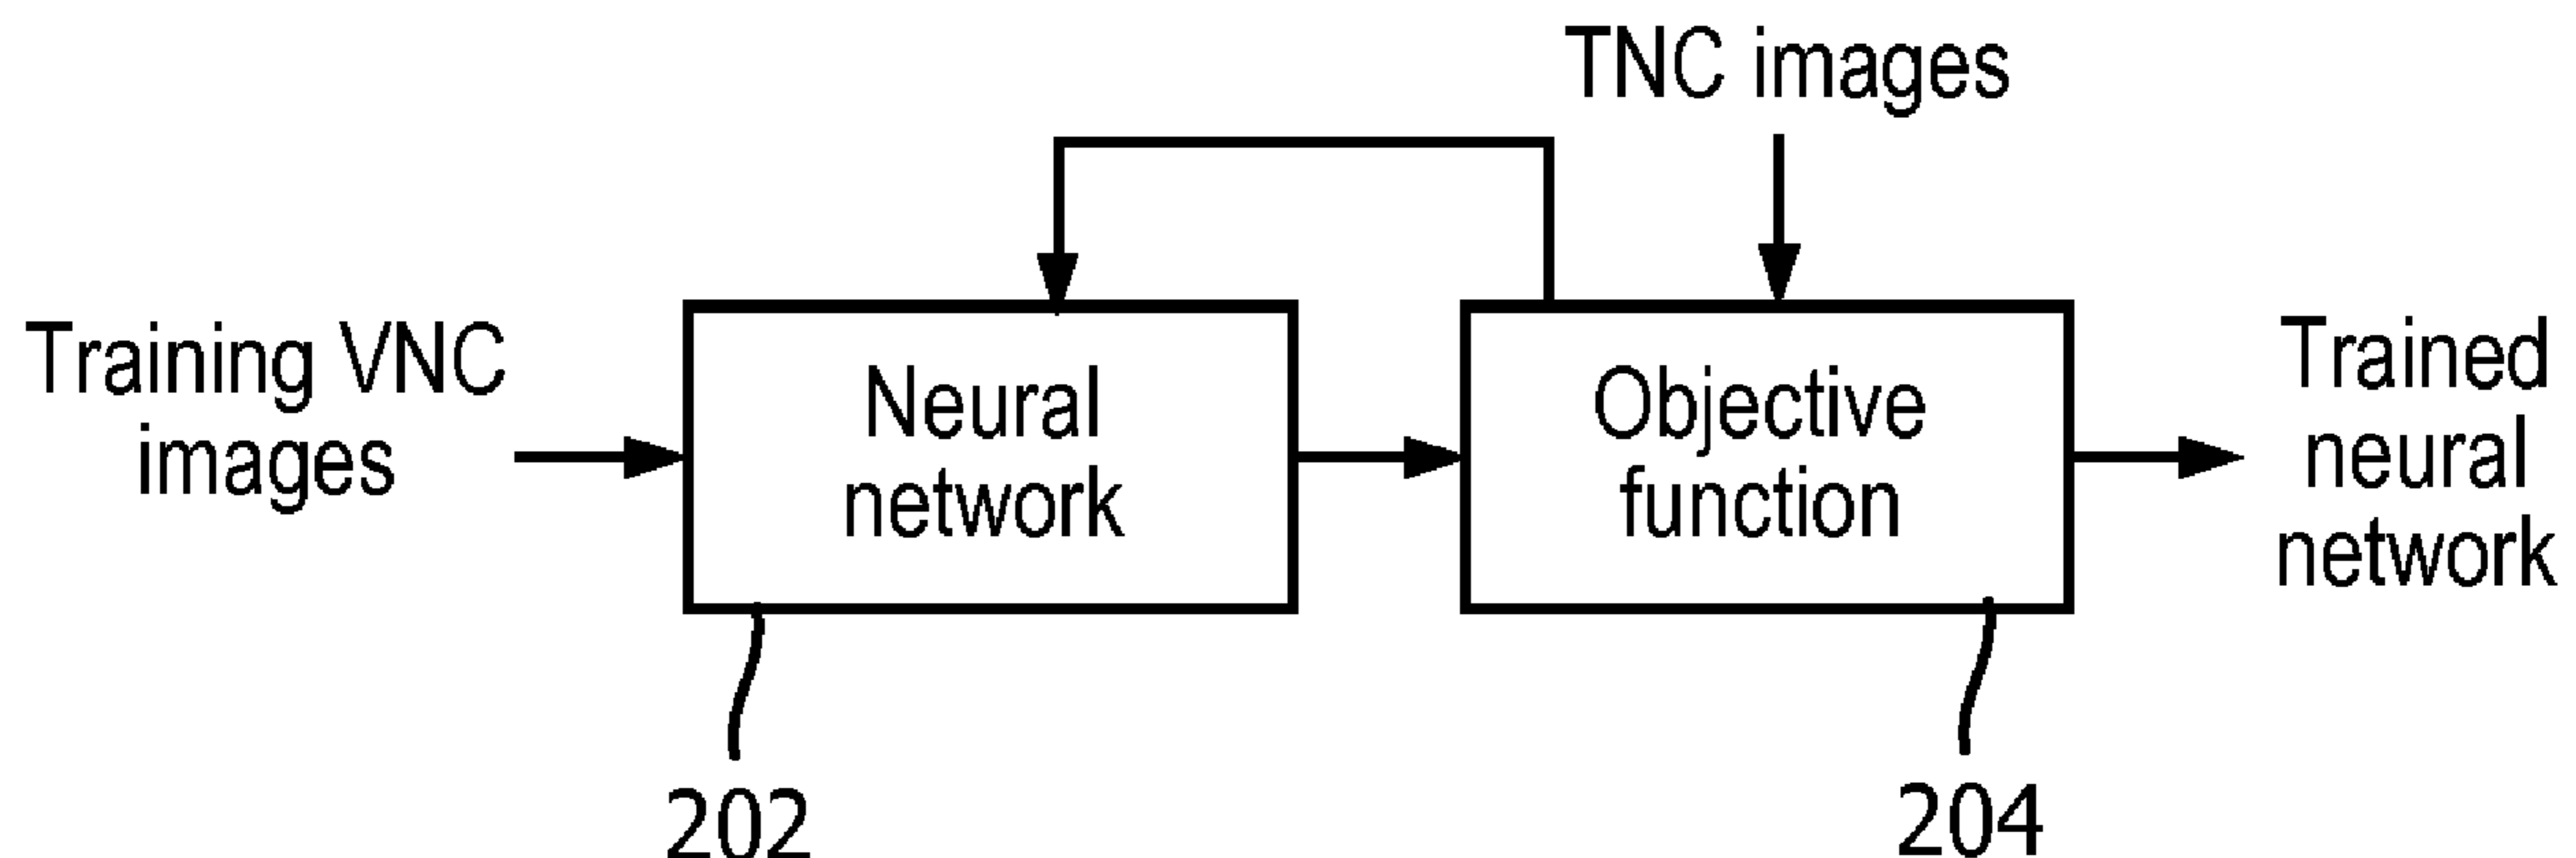 TNC images
Training VNC
images
Neural
network
Objective
function
Trained
neural
network
202
204